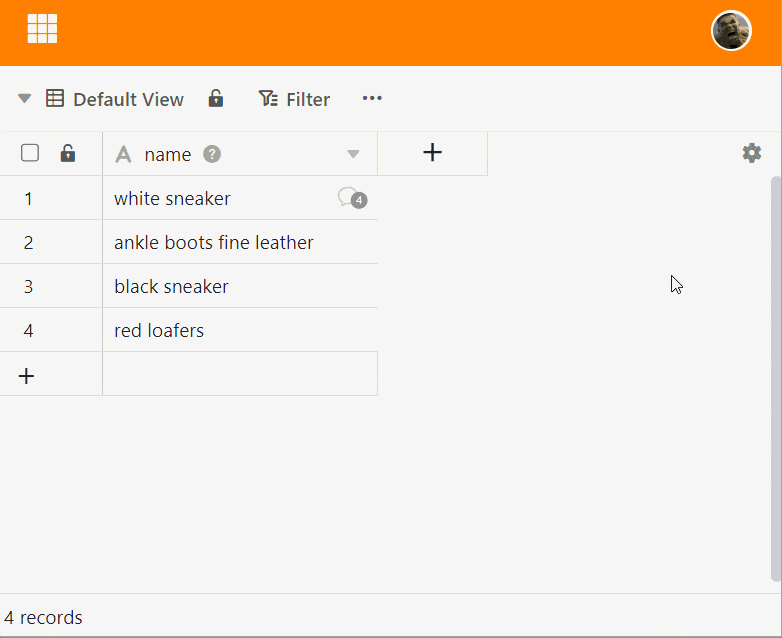 Default View Filter
name ?
1 white sneaker 4
2 ankle boots fine leather
3 black sneaker
4 red loafers
4 records